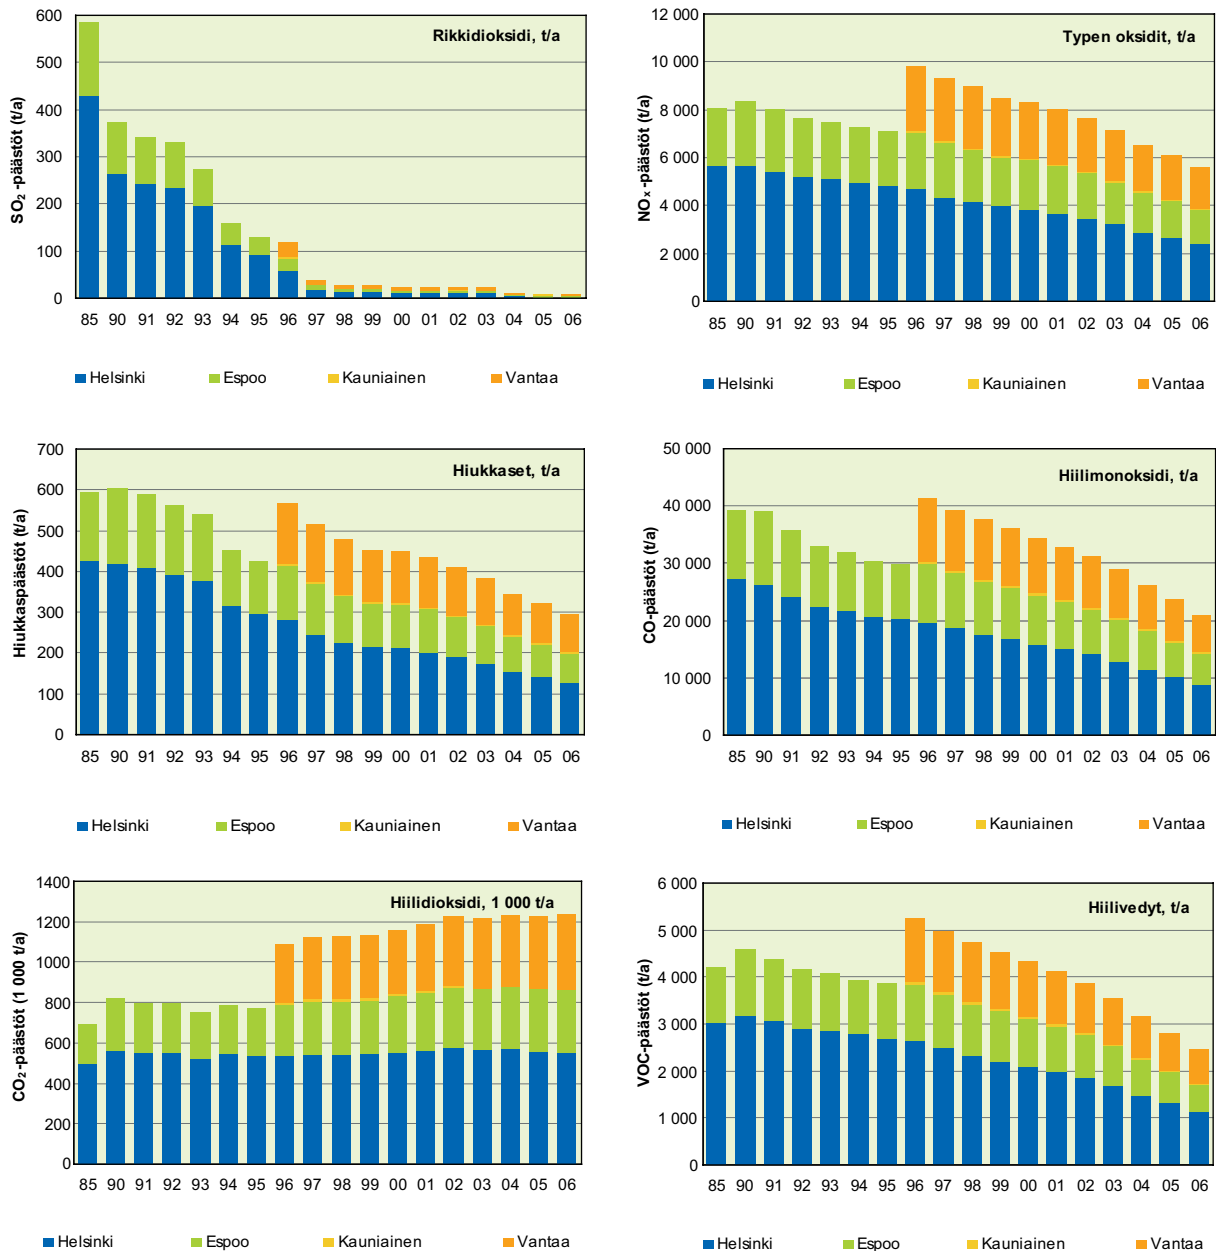 Rikkidioksidi, t/a
SO₂ -päästöt (t/a)
600
500
400
300
200
100
0
85 90 91 92 93 94 95 96 97 98 99 00 01 02 03 04 05 06
Helsinki Espoo Kauniainen Vantaa
Typen oksidit, t/a
NOₓ -päästöt (t/a)
12 000
10 000
8 000
6 000
4 000
2 000
0
85 90 91 92 93 94 95 96 97 98 99 00 01 02 03 04 05 06
Helsinki Espoo Kauniainen Vantaa
Hiukkaset, t/a
Hiukkaspäästöt (t/a)
700
600
500
400
300
200
100
0
85 90 91 92 93 94 95 96 97 98 99 00 01 02 03 04 05 06
Helsinki Espoo Kauniainen Vantaa
Hiilimonoksidi, t/a
CO-päästöt (t/a)
50 000
40 000
30 000
20 000
10 000
0
85 90 91 92 93 94 95 96 97 98 99 00 01 02 03 04 05 06
Helsinki Espoo Kauniainen Vantaa
Hiilidioksidi, 1 000 t/a
CO₂ -päästöt (1 000 t/a)
1400
1200
1000
800
600
400
200
0
85 90 91 92 93 94 95 96 97 98 99 00 01 02 03 04 05 06
Helsinki Espoo Kauniainen Vantaa
Hiilivedyt, t/a
VOC-päästöt (t/a)
6 000
5 000
4 000
3 000
2 000
1 000
0
85 90 91 92 93 94 95 96 97 98 99 00 01 02 03 04 05 06
Helsinki Espoo Kauniainen Vantaa